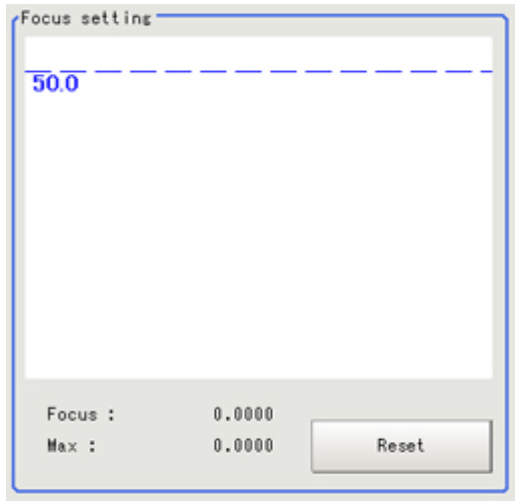 Focus setting
50.0
Focus : 0.0000
Max : 0.0000
Reset